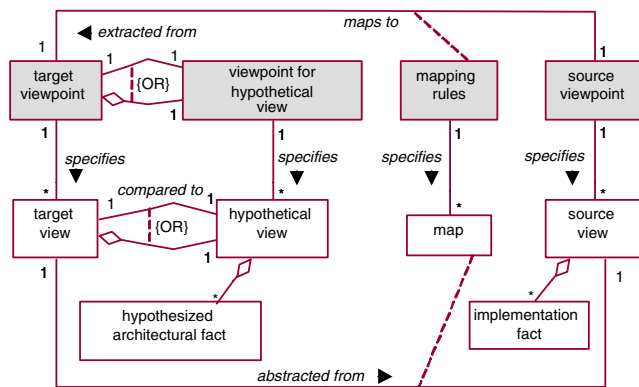 maps to
extracted from
1
1
target viewpoint
1
{OR}
1
1
viewpoint for hypothetical view
mapping rules
source viewpoint
1
1
1
1
specifies
specifies
specifies
specifies
*
compared to
*
*
*
target view
1
{OR}
1
1
hypothetical view
map
source view
1
1
*
*
hypothesized architectural fact
implementation fact
abstracted from